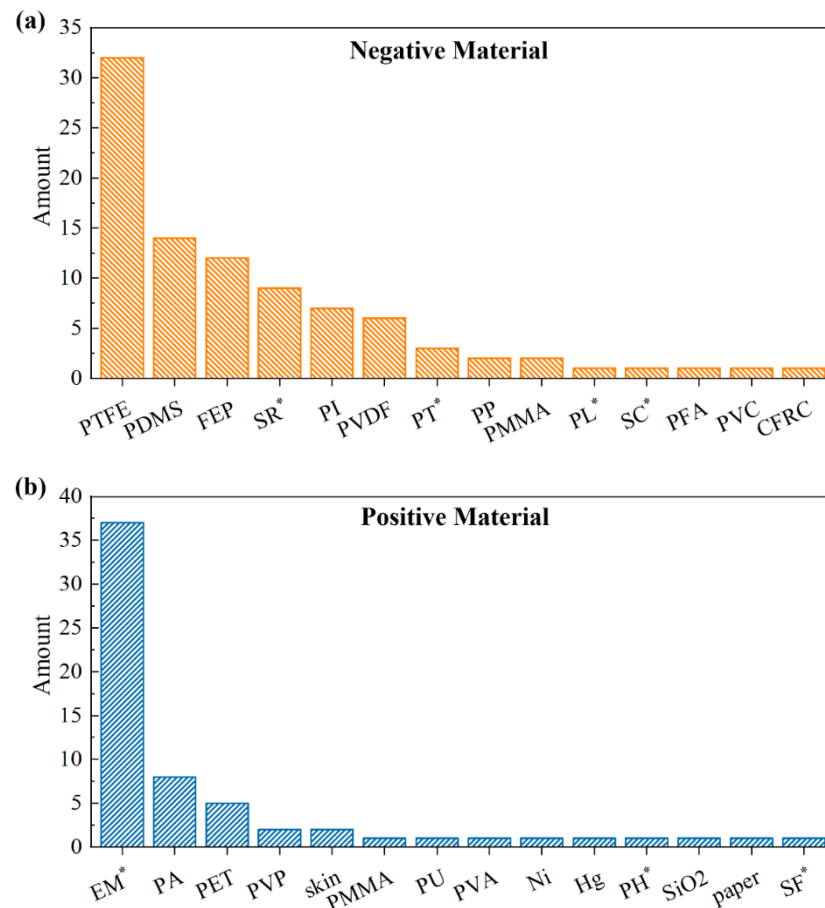 (a)
Negative Material
Amount
35
30
25
20
15
10
5
0
PTFE PDMS FEP SR* PI PVDF PT* PP PMMA PL* SC* PFA PVC CFRC
(b)
Positive Material
Amount
40
35
30
25
20
15
10
5
0
EM* PA PET PVP skin PMMA PU PVA Ni Hg PH* SiO2 paper SF*